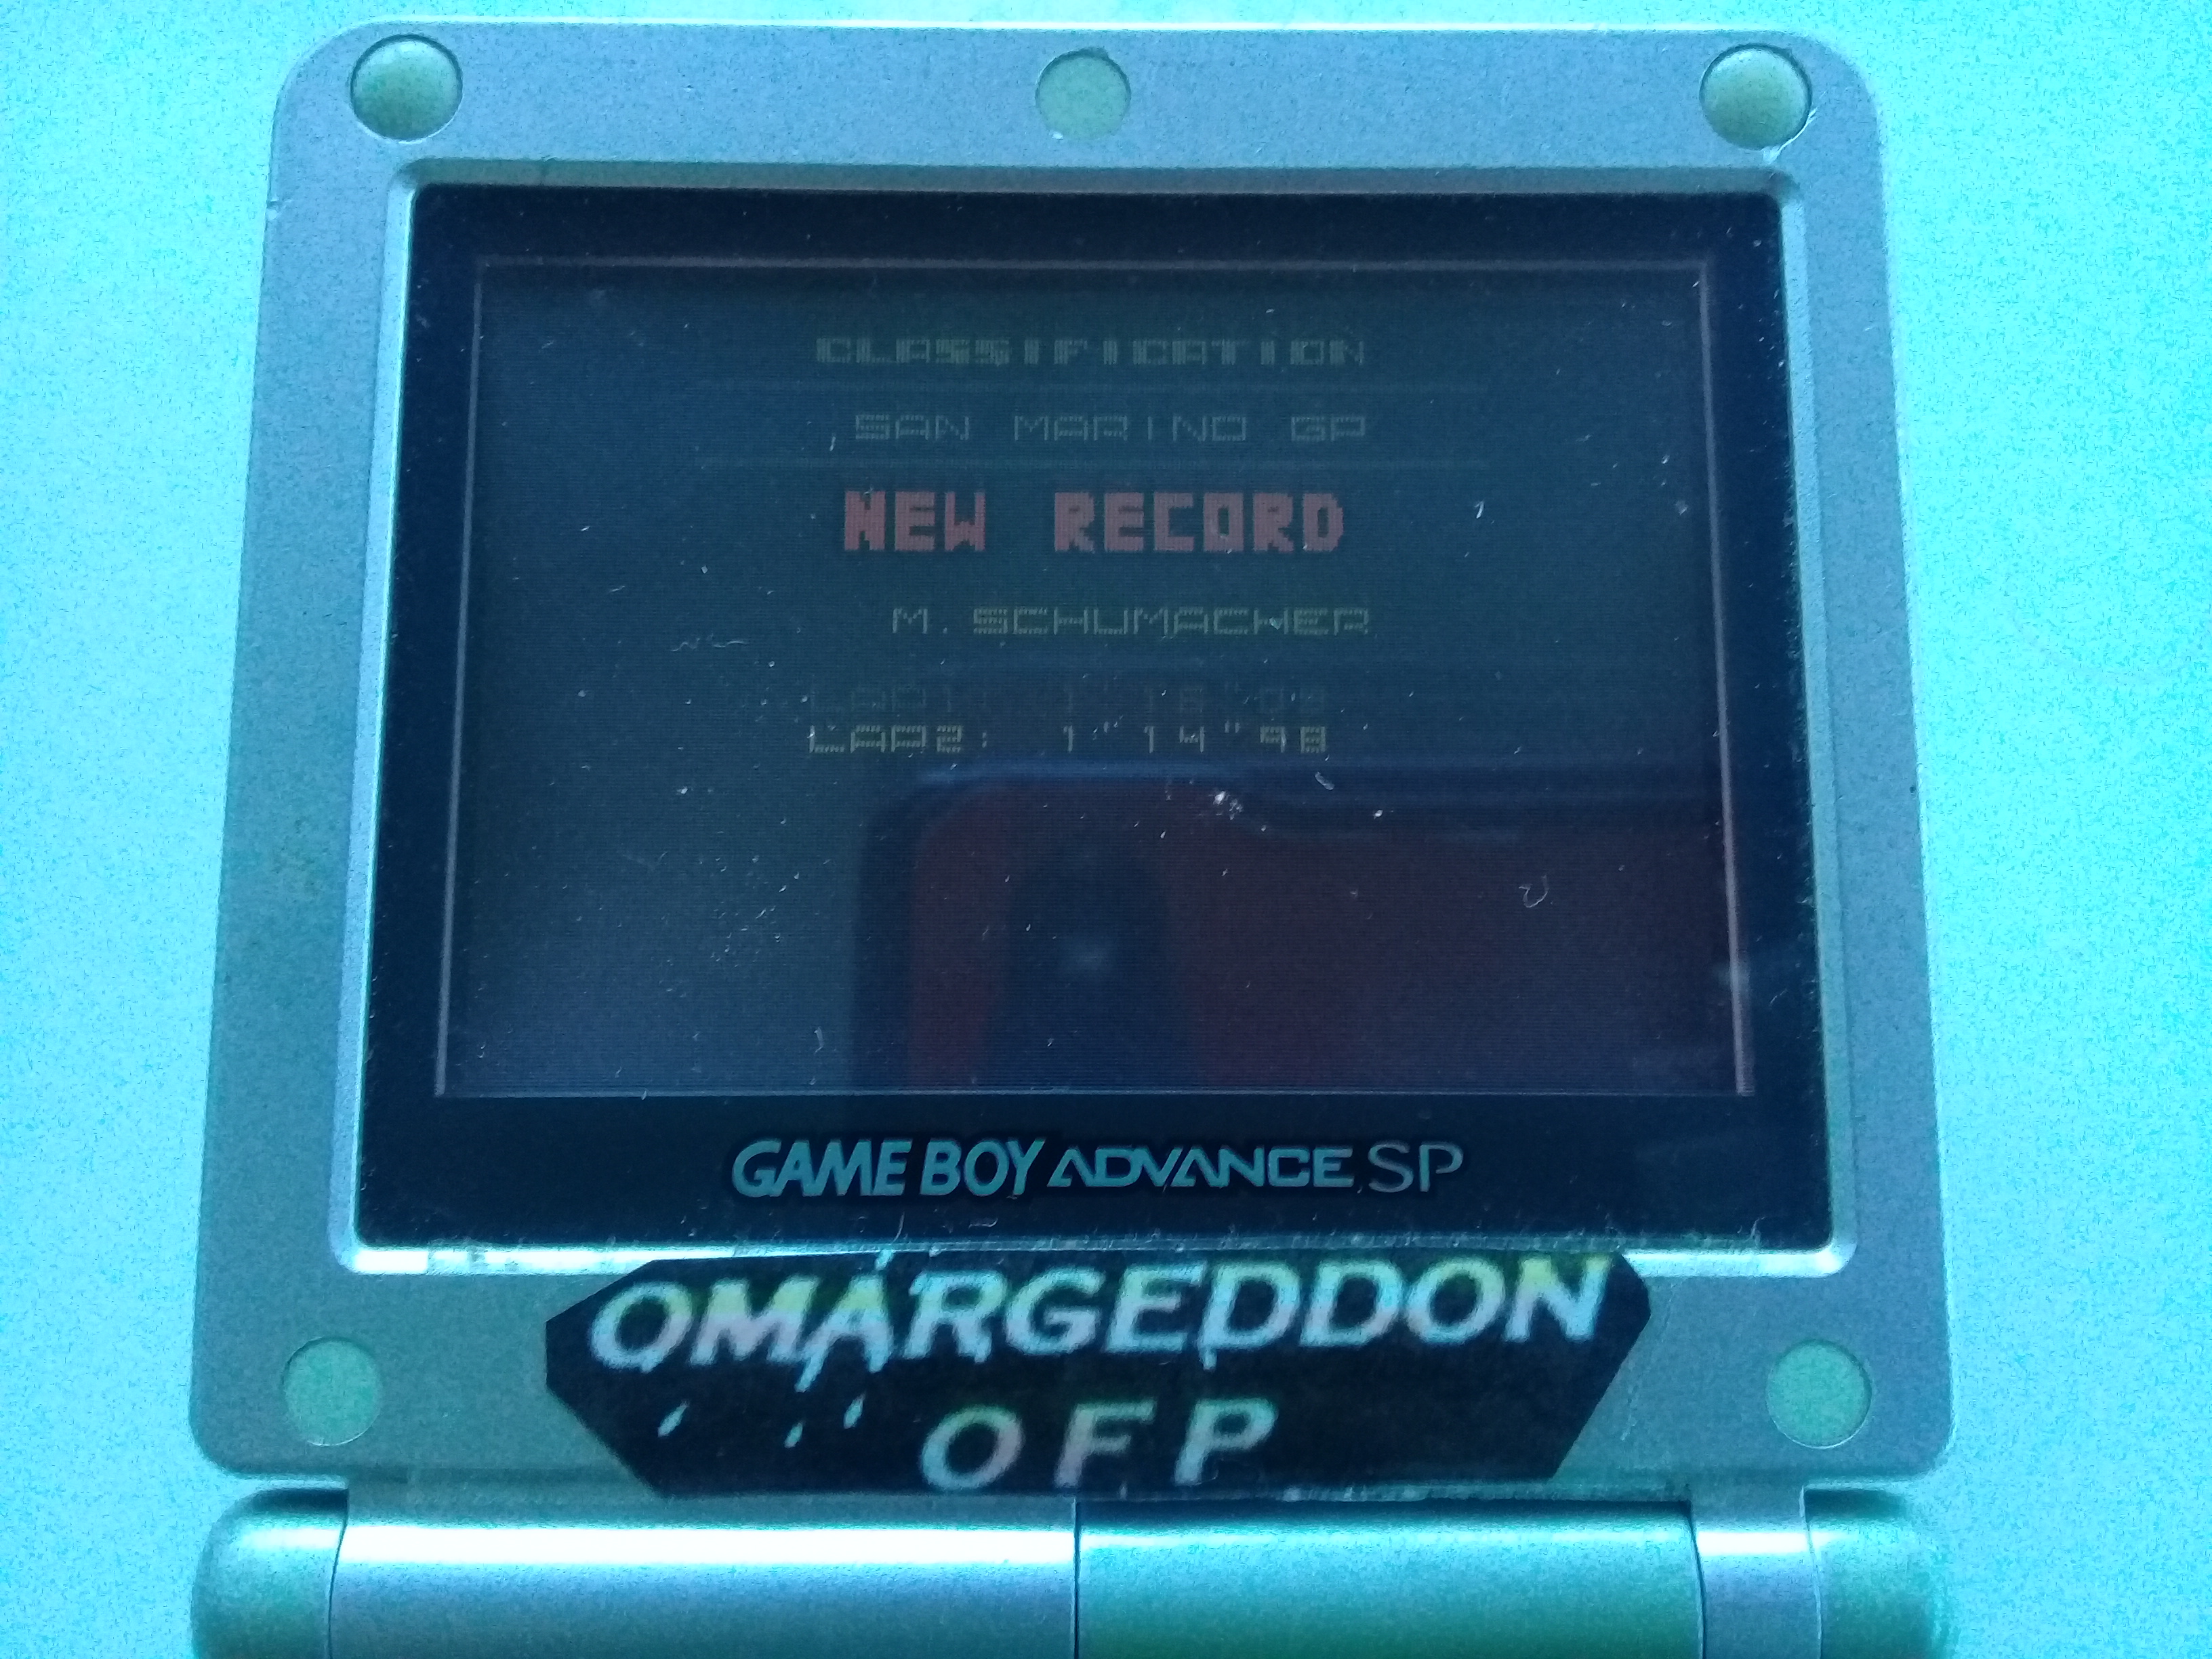 CLASSIFICATION
SAN MARINO GP
NEW RECORD
M. SCHUMACHER
LAP2: 1"14"98
GAME BOY ADVANCE SP
OMARGEDDON
OFP